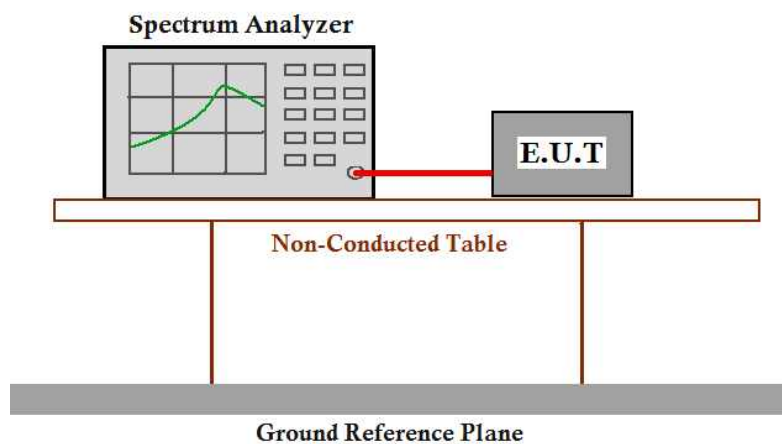 Spectrum Analyzer
E.U.T
Non-Conducted Table
Ground Reference Plane